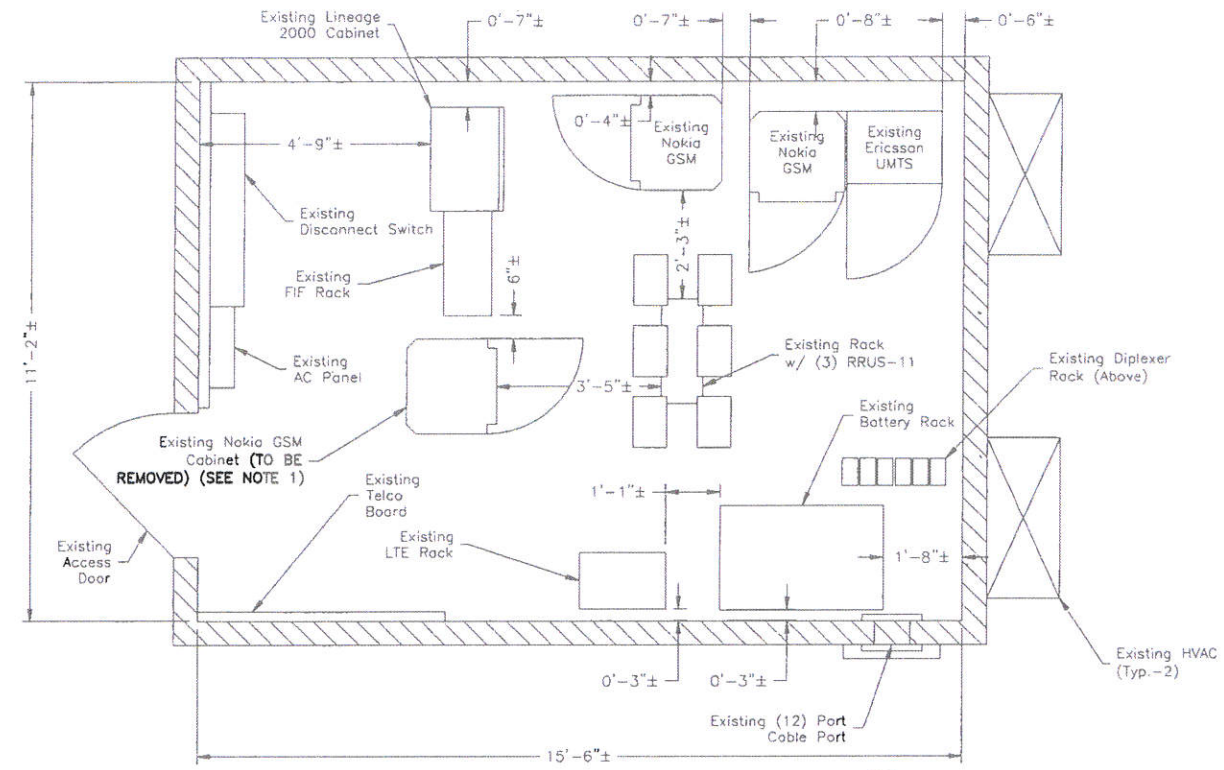 Existing Lineage
2000 Cabinet
0'-7"±
0'-7"±
0'-8"±
0'-6"±
4'-9"±
0'-4"±
Existing
Nokia
GSM
Existing
Nokia
GSM
Existing
Ericsson
UMTS
Existing
Disconnect Switch
Existing
FIF Rack
6"±
2'-3"±
11'-2"±
Existing
AC Panel
3'-5"±
Existing Rack
w/ (3) RRUS-11
Existing Diplexer
Rack (Above)
Existing
Battery Rack
Existing Nokia GSM
Cabinet (TO BE
REMOVED) (SEE NOTE 1)
Existing
Telco
Board
1'-1"±
Existing
LTE Rack
Existing
Access
Door
1'-8"±
0'-3"±
0'-3"±
Existing HVAC
(Typ.-2)
Existing (12) Port
Cable Port
15'-6"±